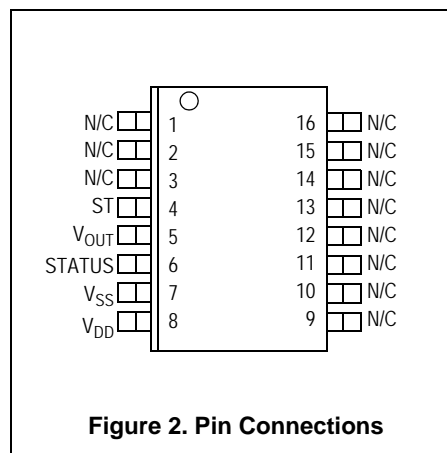 N/C 1 16 N/C
N/C 2 15 N/C
N/C 3 14 N/C
ST 4 13 N/C
VOUT 5 12 N/C
STATUS 6 11 N/C
VSS 7 10 N/C
VDD 8 9 N/C
Figure 2. Pin Connections